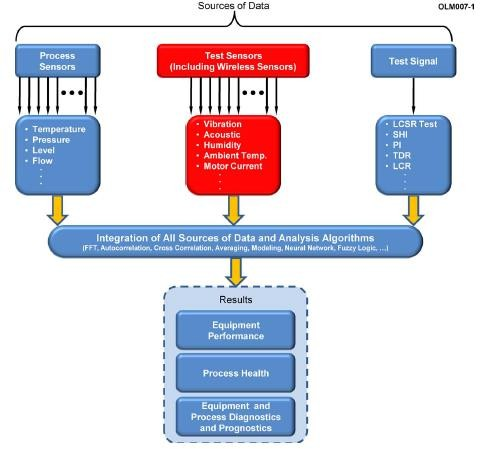 Sources of Data
OLM007-1
Process
Sensors
Test Sensors
(Including Wireless Sensors)
Test Signal
• Temperature
• Pressure
• Level
• Flow
• Vibration
• Acoustic
• Humidity
• Ambient Temp.
• Motor Current
• LCSR Test
• SHI
• PI
• TDR
• LCR
Integration of All Sources of Data and Analysis Algorithms
(FFT, Autocorrelation, Cross Correlation, Averaging, Modeling, Neural Network, Fuzzy Logic, ...)
Results
Equipment
Performance
Process Health
Equipment and
Process Diagnostics
and Prognostics